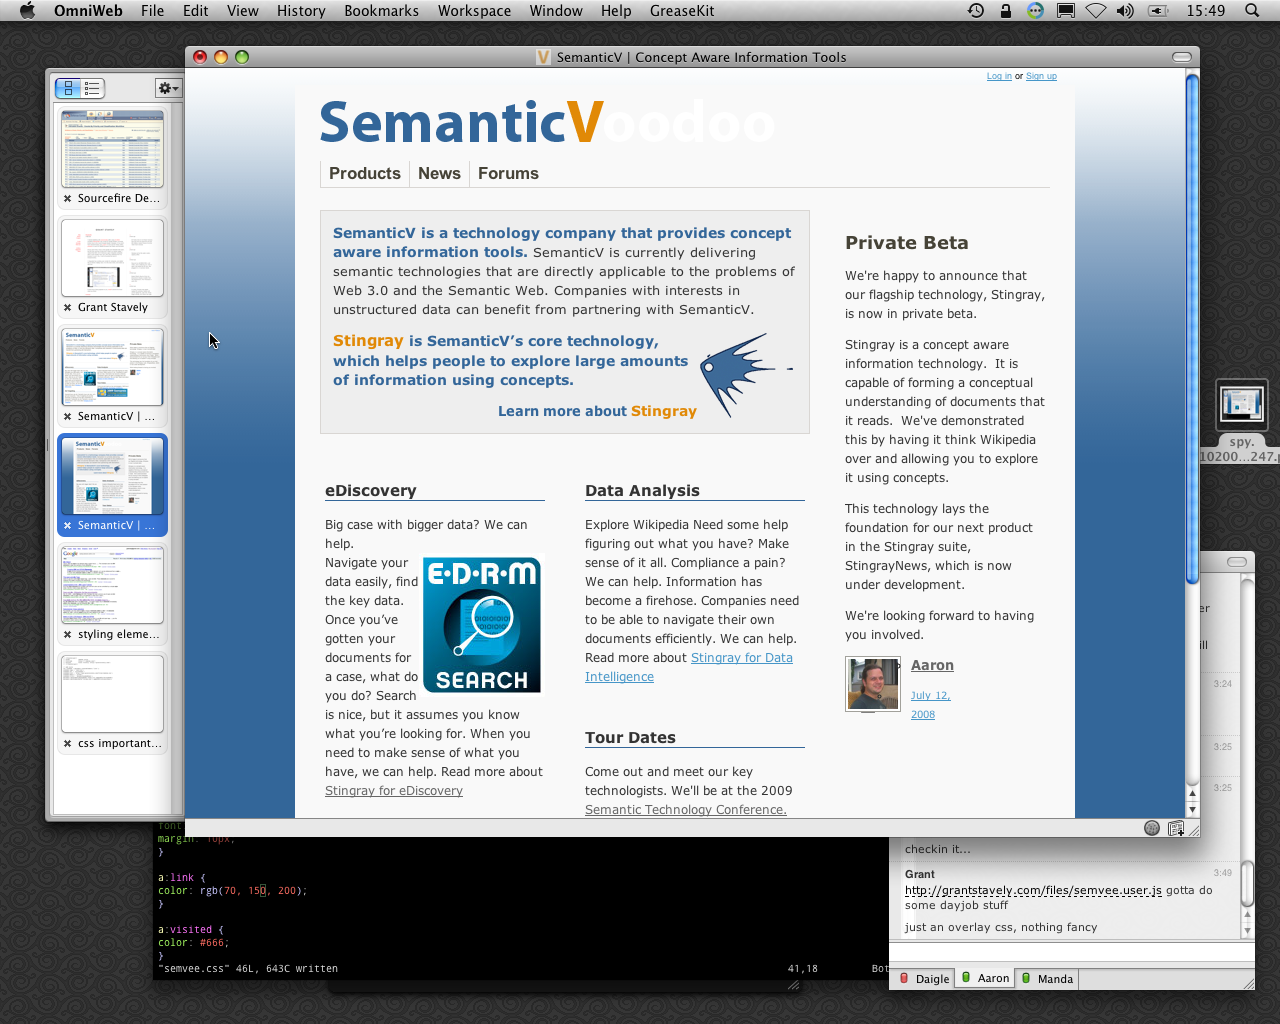 OmniWeb File Edit View History Bookmarks Workspace Window Help GreaseKit 15:49
SemanticV | Concept Aware Information Tools
Log in or Sign up
SemanticVoodoo
Products News Forums
SemanticV is a technology company that provides concept
aware information tools. SemanticV is currently delivering
semantic technologies that are directly applicable to the problems of
Web 3.0 and the Semantic Web. Companies with interests in
unstructured data can benefit from partnering with SemanticV.
Stingray is SemanticV's core technology,
which helps people to explore large amounts
of information using concepts.
Learn more about Stingray
eDiscovery
Big case with bigger data? We can
help.
Navigate your
data easily, find
the key data.
Once you've
gotten your
documents for
a case, what do
you do? Search
is nice, but it assumes you know
what you're looking for. When you
need to make sense of what you
have, we can help. Read more about
Stingray for eDiscovery
E·D·R·M
SEARCH
Data Analysis
Explore Wikipedia Need some help
figuring out what you have? Make
sense of it all. Compliance a pain?
We can help. Information has
become a firehose. Companies need
to be able to navigate their own
documents efficiently. We can help.
Read more about Stingray for Data
Intelligence
Tour Dates
Come out and meet our key
technologists. We'll be at the 2009
Semantic Technology Conference.
Private Beta
We're happy to announce that
our flagship technology, Stingray,
is now in private beta.
Stingray is a concept aware
information technology.  It is
capable of forming a conceptual
understanding of documents that
it reads.  We've demonstrated
this by having it think Wikipedia
over and allowing you to explore
it using concepts.
This technology lays the
foundation for our next product
in the Stingray suite,
StingrayNews, which is now
under development.
We're looking forward to having
you involved.
Aaron
July 12,
2008
Sourcefire De...
Grant Stavely
SemanticV | ...
SemanticV | ...
styling eleme...
css important...
spy.
10200...247.p
er
ill
3:24
3:25
3:25
checkin it...
Grant 3:49
http://grantstavely.com/files/semvee.user.js gotta do
some dayjob stuff
just an overlay css, nothing fancy
Daigle Aaron Manda
font
margin: 10px;
}
a:link {
color: rgb(70, 150, 200);
}
a:visited {
color: #666;
}
"semvee.css" 46L, 643C written 41,18 Bot